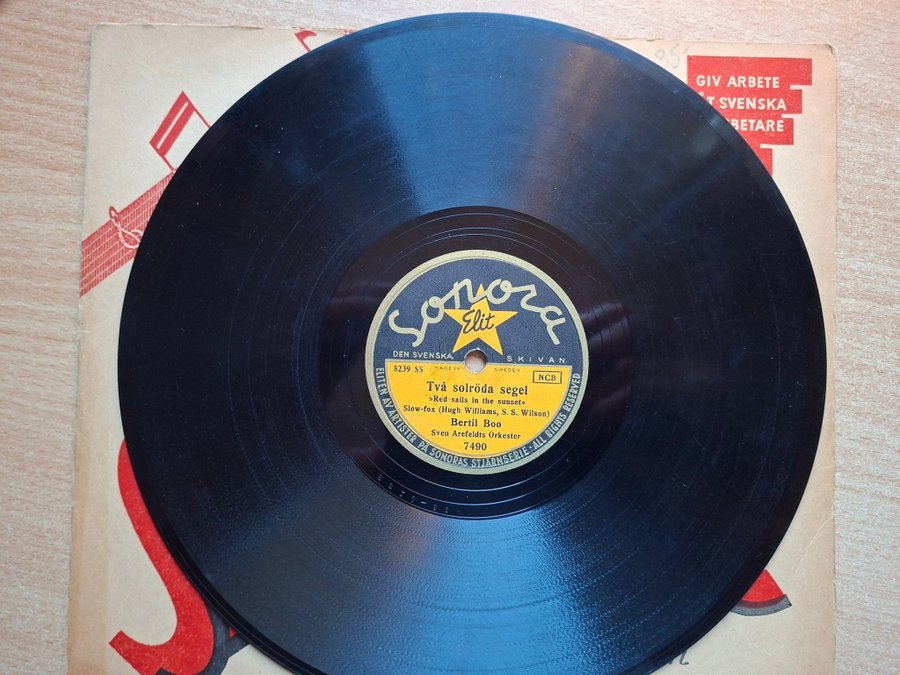 GIV ARBETE
T SVENSKA
BETARE
Sonora
Elit
DEN SVENSKA SKIVAN
8239 SS MADE IN SWEDEN NCB
Två solröda segel
»Red sails in the sunset»
Slow-fox (Hugh Williams, S. S. Wilson)
Bertil Boo
Sven Arefeldts Orkester
7490
ELITEN AV ARTISTER PÅ SONORAS STJÄRNSERIE - ALL RIGHTS RESERVED